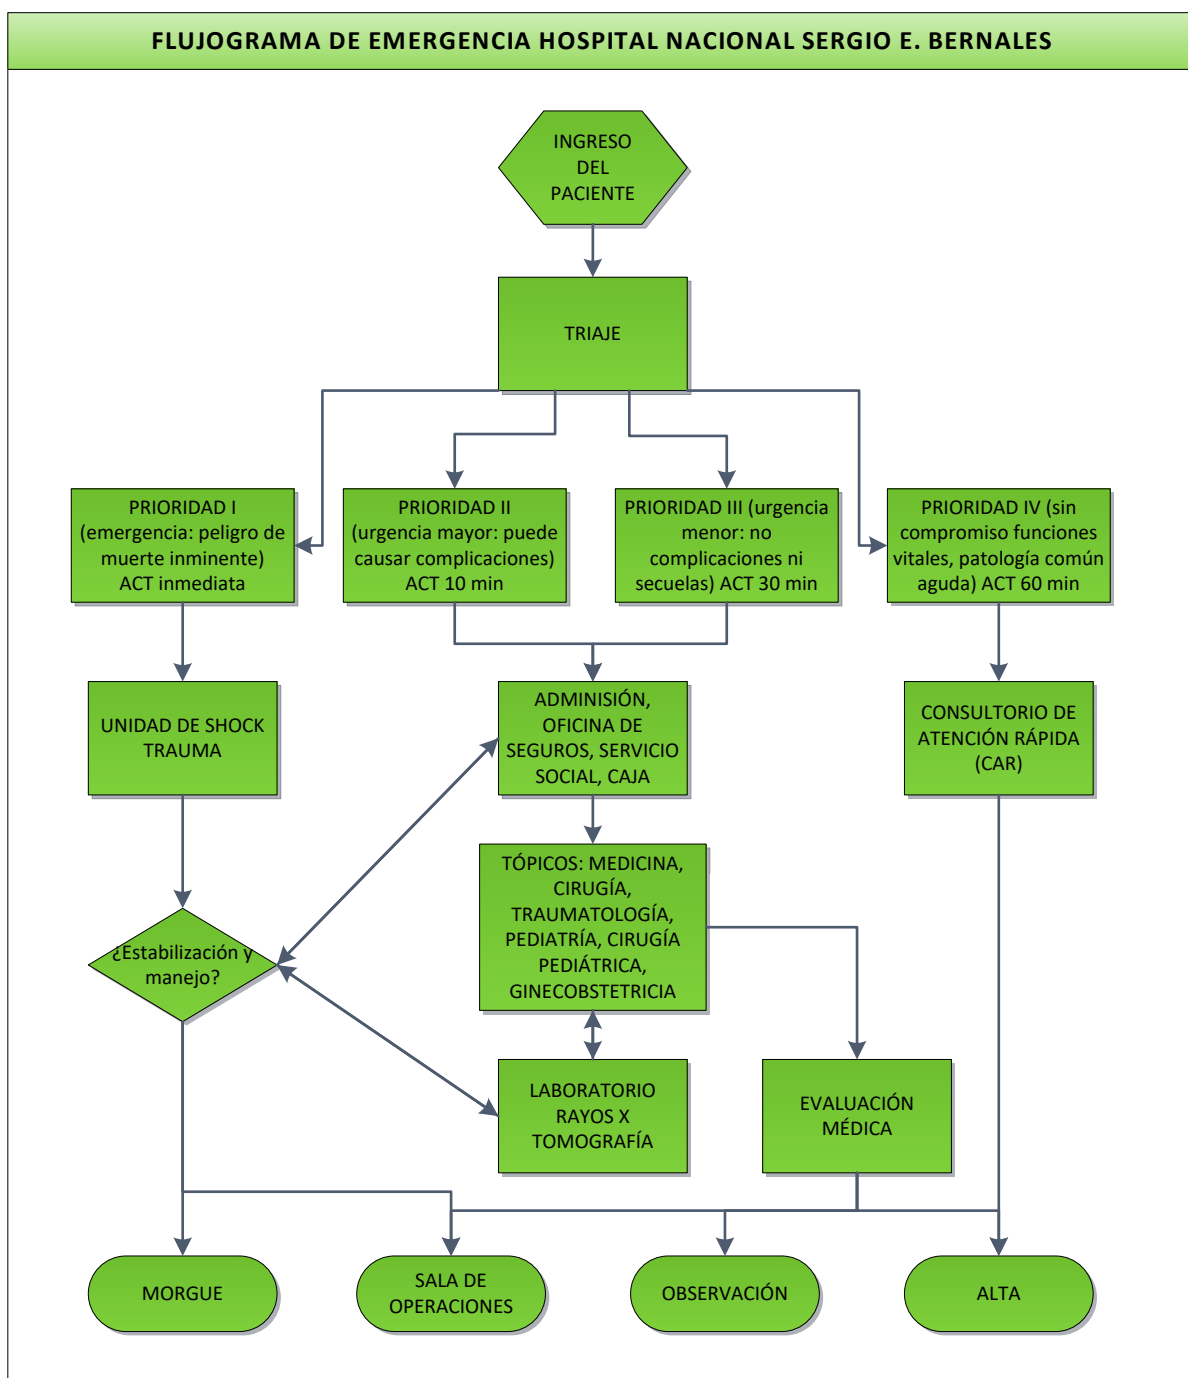 FLUJOGRAMA DE EMERGENCIA HOSPITAL NACIONAL SERGIO E. BERNALES
INGRESO
DEL
PACIENTE
TRIAJE
PRIORIDAD I
(emergencia: peligro de
muerte inminente)
ACT inmediata
PRIORIDAD II
(urgencia mayor: puede
causar complicaciones)
ACT 10 min
PRIORIDAD III (urgencia
menor: no
complicaciones ni
secuelas) ACT 30 min
PRIORIDAD IV (sin
compromiso funciones
vitales, patología común
aguda) ACT 60 min
UNIDAD DE SHOCK
TRAUMA
ADMINISIÓN,
OFICINA DE
SEGUROS, SERVICIO
SOCIAL, CAJA
CONSULTORIO DE
ATENCIÓN RÁPIDA
(CAR)
TÓPICOS: MEDICINA,
CIRUGÍA,
TRAUMATOLOGÍA,
PEDIATRÍA, CIRUGÍA
PEDIÁTRICA,
GINECOBSTETRICIA
¿Estabilización y
manejo?
LABORATORIO
RAYOS X
TOMOGRAFÍA
EVALUACIÓN
MÉDICA
MORGUE
SALA DE
OPERACIONES
OBSERVACIÓN
ALTA